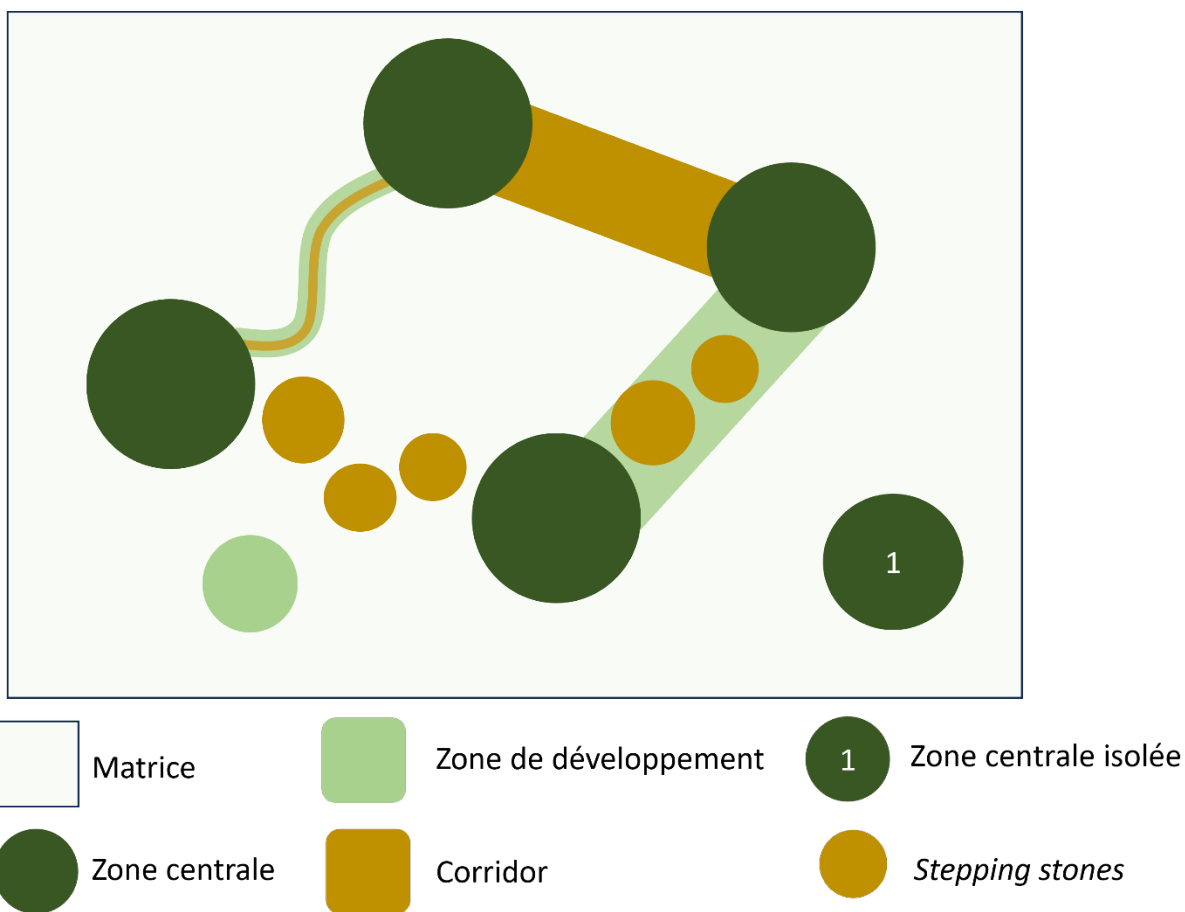 1
Matrice
Zone de développement
1
Zone centrale isolée
Zone centrale
Corridor
Stepping stones